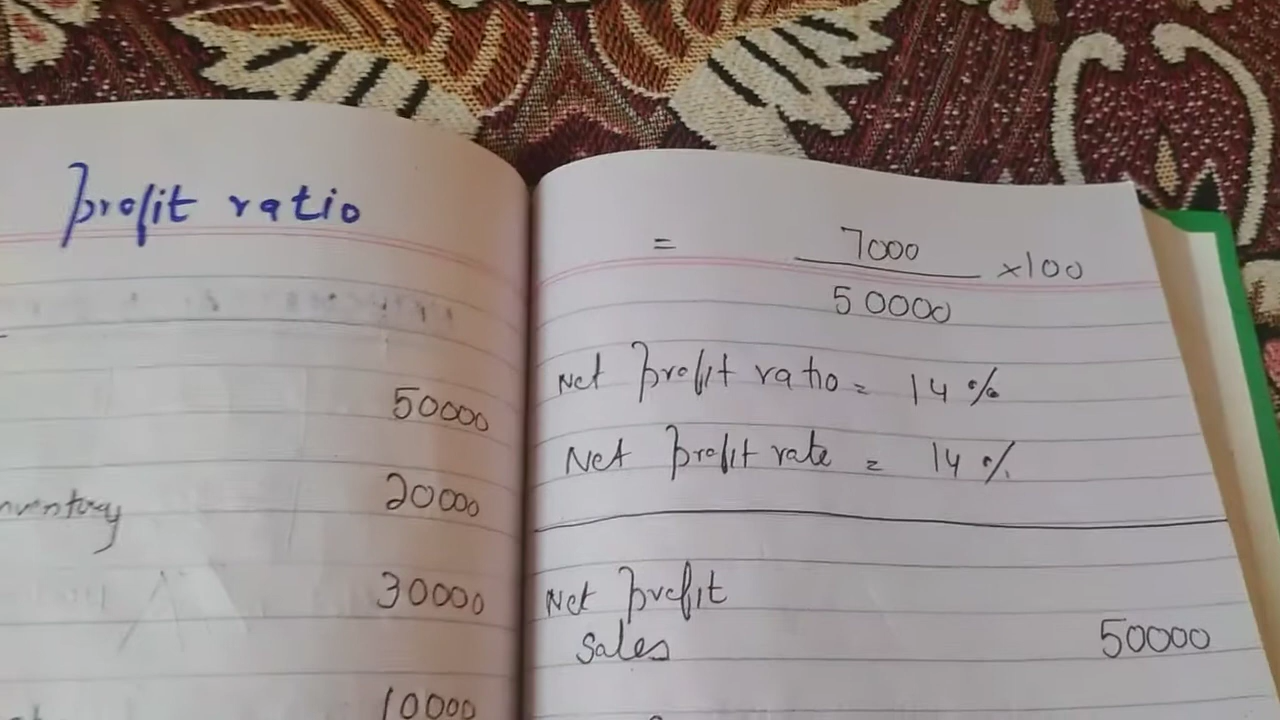 profit ratio
50000
inventory 20000
30000
10000
= 7000 ×100
50000
Net profit ratio = 14 %
Net profit rate = 14 %
Net profit
Sales 50000